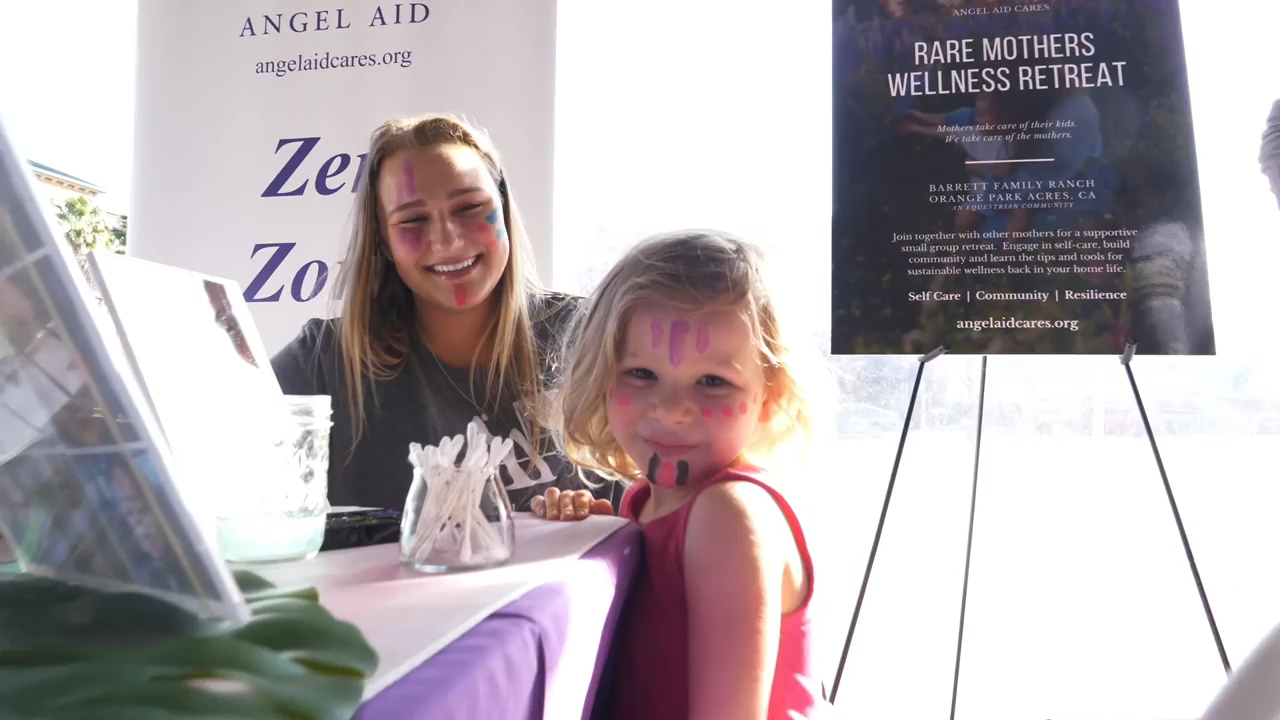 ANGEL AID
angelaidcares.org
Zen
Zo
ANGEL AID CARES
RARE MOTHERS
WELLNESS RETREAT
Mothers take care of their kids.
We take care of the mothers.
BARRETT FAMILY RANCH
ORANGE PARK ACRES, CA
AN EQUESTRIAN COMMUNITY
Join together with other mothers for a supportive
small group retreat. Engage in self-care, build
community and learn the tips and tools for
sustainable wellness back in your home life.
Self Care | Community | Resilience
angelaidcares.org